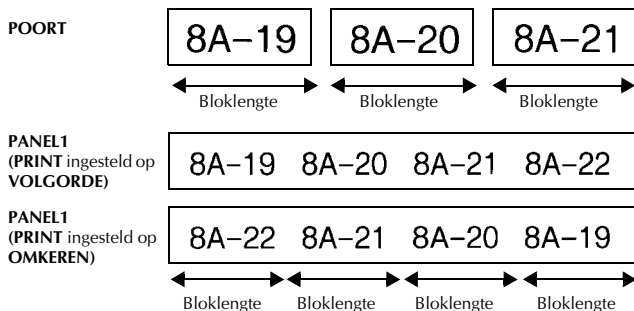 POORT
8A–19 8A–20 8A–21
Bloklengte Bloklengte Bloklengte
PANEL1
(PRINT ingesteld op
VOLGORDE)
8A–19 8A–20 8A–21 8A–22
PANEL1
(PRINT ingesteld op
OMKEREN)
8A–22 8A–21 8A–20 8A–19
Bloklengte Bloklengte Bloklengte Bloklengte